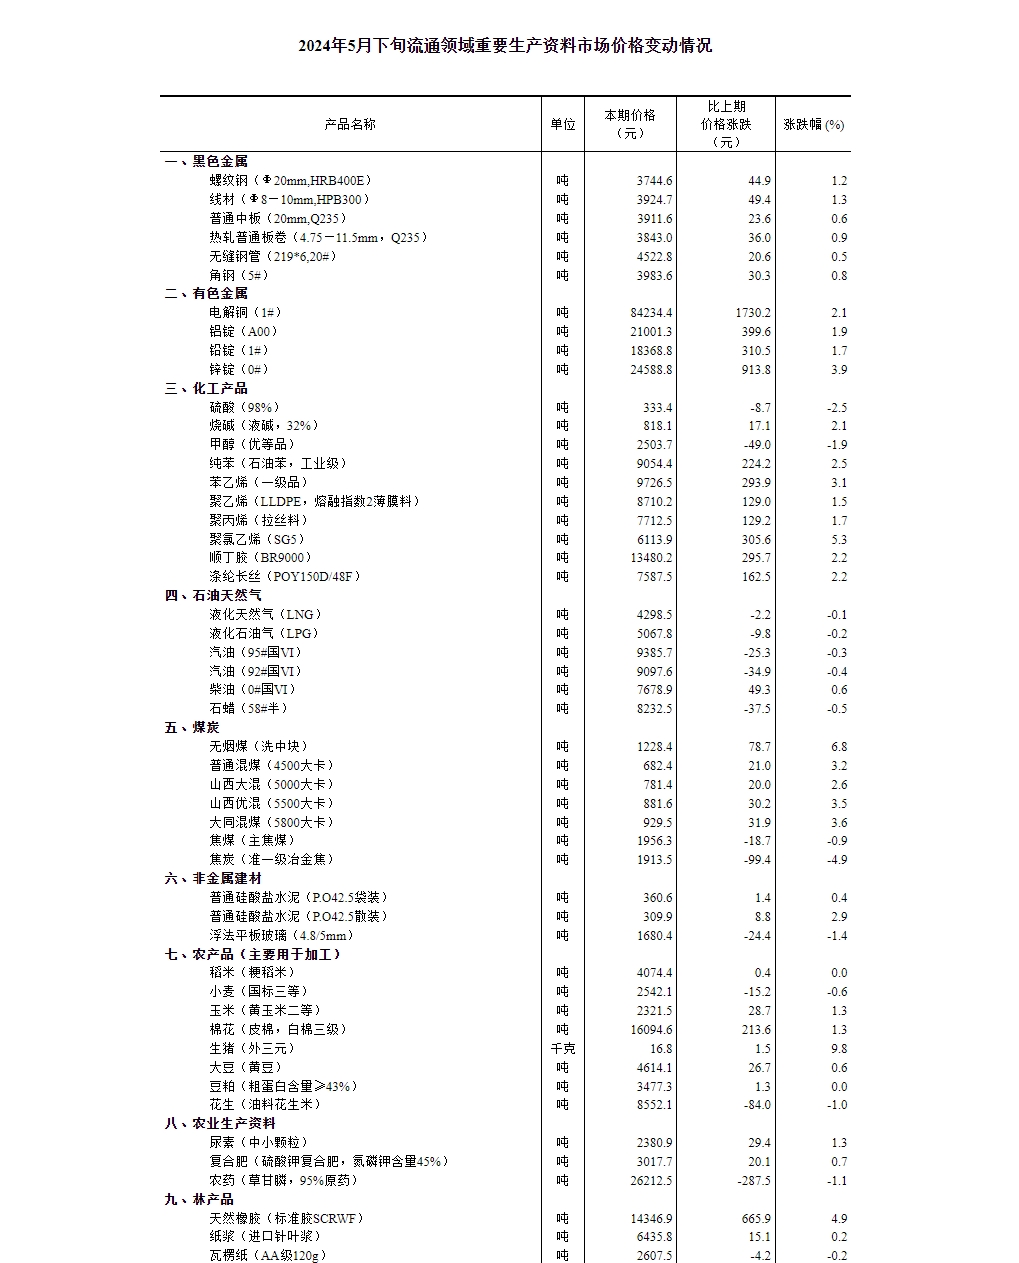 2024年5月下旬流通领域重要生产资料市场价格变动情况
产品名称 单位 本期价格（元） 比上期价格涨跌（元） 涨跌幅 (%)
一、黑色金属
螺纹钢（Φ20mm,HRB400E） 吨 3744.6 44.9 1.2
线材（Φ8－10mm,HPB300） 吨 3924.7 49.4 1.3
普通中板（20mm,Q235） 吨 3911.6 23.6 0.6
热轧普通板卷（4.75－11.5mm，Q235） 吨 3843.0 36.0 0.9
无缝钢管（219*6,20#） 吨 4522.8 20.6 0.5
角钢（5#） 吨 3983.6 30.3 0.8
二、有色金属
电解铜（1#） 吨 84234.4 1730.2 2.1
铝锭（A00） 吨 21001.3 399.6 1.9
铅锭（1#） 吨 18368.8 310.5 1.7
锌锭（0#） 吨 24588.8 913.8 3.9
三、化工产品
硫酸（98%） 吨 333.4 -8.7 -2.5
烧碱（液碱，32%） 吨 818.1 17.1 2.1
甲醇（优等品） 吨 2503.7 -49.0 -1.9
纯苯（石油苯，工业级） 吨 9054.4 224.2 2.5
苯乙烯（一级品） 吨 9726.5 293.9 3.1
聚乙烯（LLDPE，熔融指数2薄膜料） 吨 8710.2 129.0 1.5
聚丙烯（拉丝料） 吨 7712.5 129.2 1.7
聚氯乙烯（SG5） 吨 6113.9 305.6 5.3
顺丁胶（BR9000） 吨 13480.2 295.7 2.2
涤纶长丝（POY150D/48F） 吨 7587.5 162.5 2.2
四、石油天然气
液化天然气（LNG） 吨 4298.5 -2.2 -0.1
液化石油气（LPG） 吨 5067.8 -9.8 -0.2
汽油（95#国VI） 吨 9385.7 -25.3 -0.3
汽油（92#国VI） 吨 9097.6 -34.9 -0.4
柴油（0#国VI） 吨 7678.9 49.3 0.6
石蜡（58#半） 吨 8232.5 -37.5 -0.5
五、煤炭
无烟煤（洗中块） 吨 1228.4 78.7 6.8
普通混煤（4500大卡） 吨 682.4 21.0 3.2
山西大混（5000大卡） 吨 781.4 20.0 2.6
山西优混（5500大卡） 吨 881.6 30.2 3.5
大同混煤（5800大卡） 吨 929.5 31.9 3.6
焦煤（主焦煤） 吨 1956.3 -18.7 -0.9
焦炭（准一级冶金焦） 吨 1913.5 -99.4 -4.9
六、非金属建材
普通硅酸盐水泥（P.O42.5袋装） 吨 360.6 1.4 0.4
普通硅酸盐水泥（P.O42.5散装） 吨 309.9 8.8 2.9
浮法平板玻璃（4.8/5mm） 吨 1680.4 -24.4 -1.4
七、农产品（主要用于加工）
稻米（粳稻米） 吨 4074.4 0.4 0.0
小麦（国标三等） 吨 2542.1 -15.2 -0.6
玉米（黄玉米二等） 吨 2321.5 28.7 1.3
棉花（皮棉，白棉三级） 吨 16094.6 213.6 1.3
生猪（外三元） 千克 16.8 1.5 9.8
大豆（黄豆） 吨 4614.1 26.7 0.6
豆粕（粗蛋白含量≥43%） 吨 3477.3 1.3 0.0
花生（油料花生米） 吨 8552.1 -84.0 -1.0
八、农业生产资料
尿素（中小颗粒） 吨 2380.9 29.4 1.3
复合肥（硫酸钾复合肥，氮磷钾含量45%） 吨 3017.7 20.1 0.7
农药（草甘膦，95%原药） 吨 26212.5 -287.5 -1.1
九、林产品
天然橡胶（标准胶SCRWF） 吨 14346.9 665.9 4.9
纸浆（进口针叶浆） 吨 6435.8 15.1 0.2
瓦楞纸（AA级120g） 吨 2607.5 -4.2 -0.2